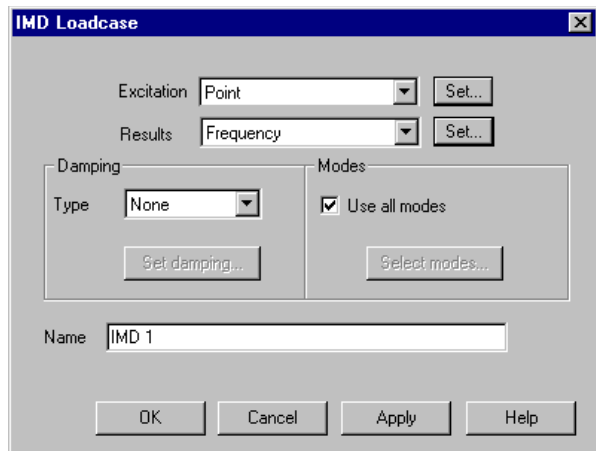 IMD Loadcase
Excitation Point Set...
Results Frequency Set...
Damping Modes
Type None Use all modes
Set damping... Select modes...
Name IMD 1
OK Cancel Apply Help